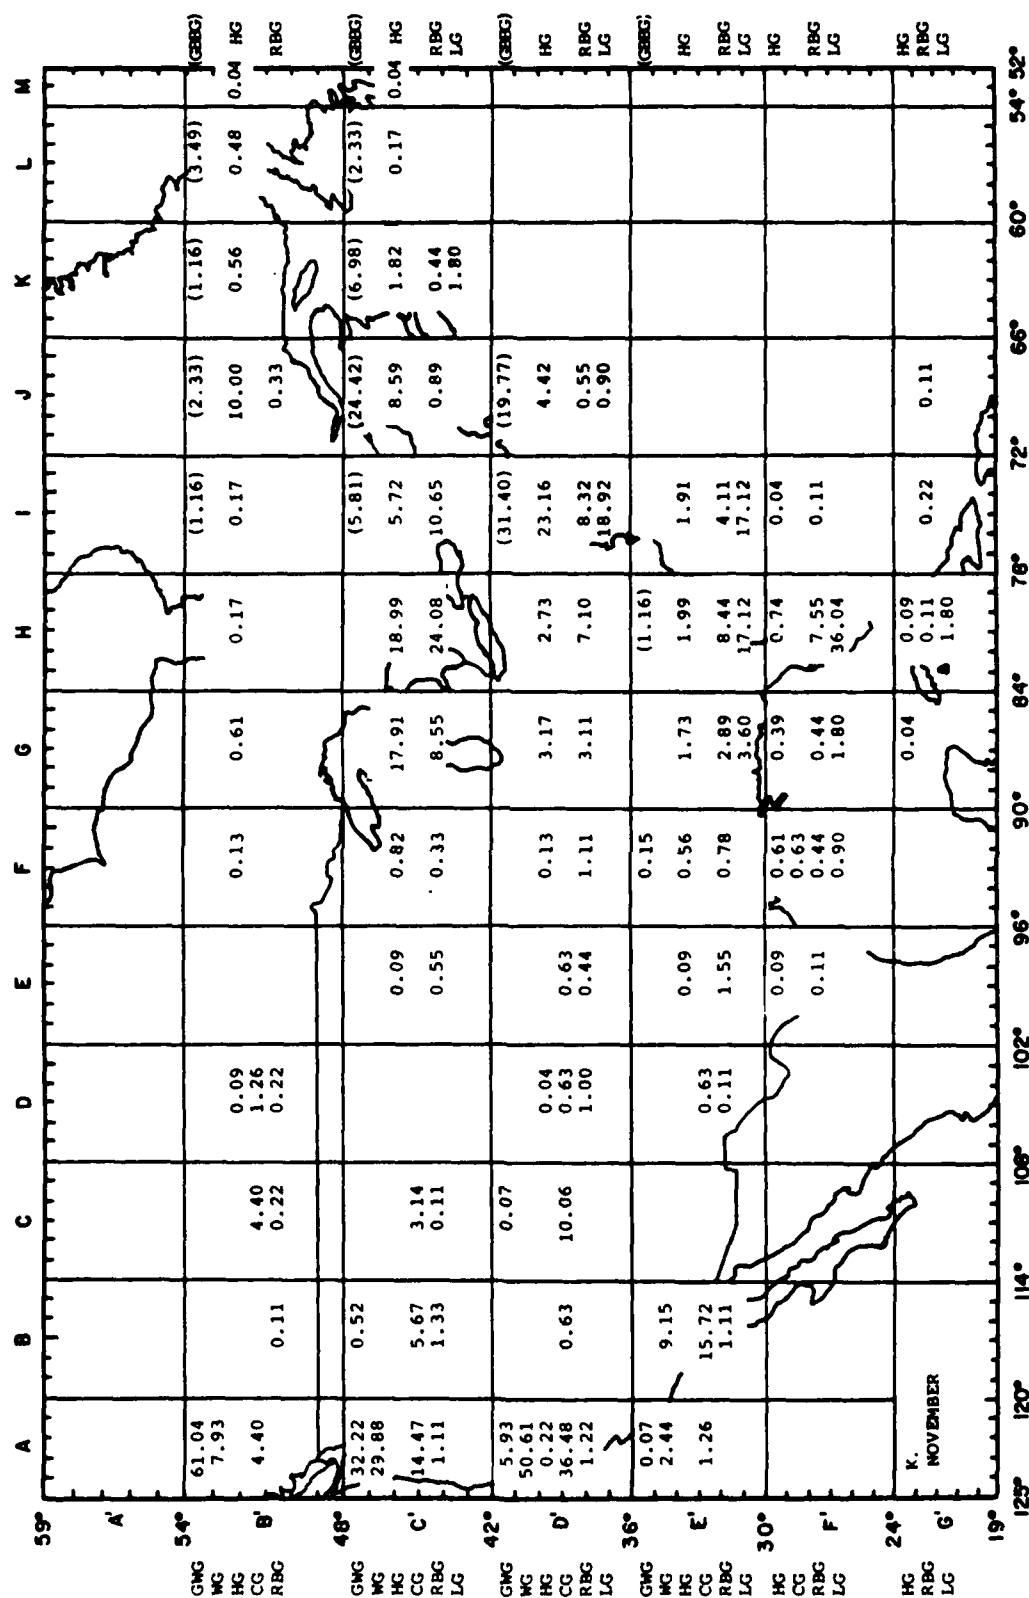 A B C D E F G H I J K L M
59°
A'
54°
GWG 61.04 (1.16) (2.33) (1.16) (3.49) (GBBG)
WG 7.93
HG 0.09 0.13 0.61 0.17 0.17 10.00 0.56 0.48 0.04 HG
B'
CG 4.40 4.40 1.26
RBG 0.11 0.22 0.22 0.33 RBG
48°
GWG 32.22 0.52 (5.81) (24.42) (6.98) (2.33) (GBBG)
WG 29.88
HG 0.09 0.82 17.91 18.99 5.72 8.59 1.82 0.17 0.04 HG
C'
CG 14.47 5.67 3.14
RBG 1.11 1.33 0.11 0.55 0.33 8.55 24.08 10.65 0.89 0.44 RBG
LG 1.80 LG
42°
GWG 5.93 0.07 (31.40) (19.77) (GBBG)
WG 50.61
HG 0.22 0.04 0.13 3.17 2.73 23.16 4.42 HG
D'
CG 36.48 0.63 10.06 0.63 0.63
RBG 1.22 1.00 0.44 1.11 3.11 7.10 8.32 0.55 RBG
LG 18.92 0.90 LG
36°
GWG 0.07 0.15 (1.16) (GBBG)
WG 2.44 9.15
HG 0.09 0.56 1.73 1.99 1.91 HG
E'
CG 1.26 15.72 0.63
RBG 1.11 0.11 1.55 0.78 2.89 8.44 4.11 RBG
LG 3.60 17.12 17.12 LG
30°
HG 0.09 0.61 0.39 0.74 0.04 HG
CG 0.63
F'
RBG 0.11 0.44 0.44 7.55 0.11 RBG
LG 0.90 1.80 36.04 LG
24°
HG 0.04 0.09 HG
RBG 0.11 0.22 0.11 RBG
G'
LG 1.80 LG
K.
NOVEMBER
19°
125° 120° 114° 108° 102° 96° 90° 84° 78° 72° 66° 60° 54° 52°